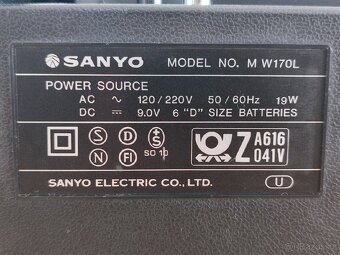 SANYO MODEL NO. M W170L
POWER SOURCE
AC ~ 120/220V 50/60Hz 19W
DC ⎓ 9.0V 6 "D" SIZE BATTERIES
S D +S
N FI SO 10
Z A616 041V
SANYO ELECTRIC CO., LTD. U